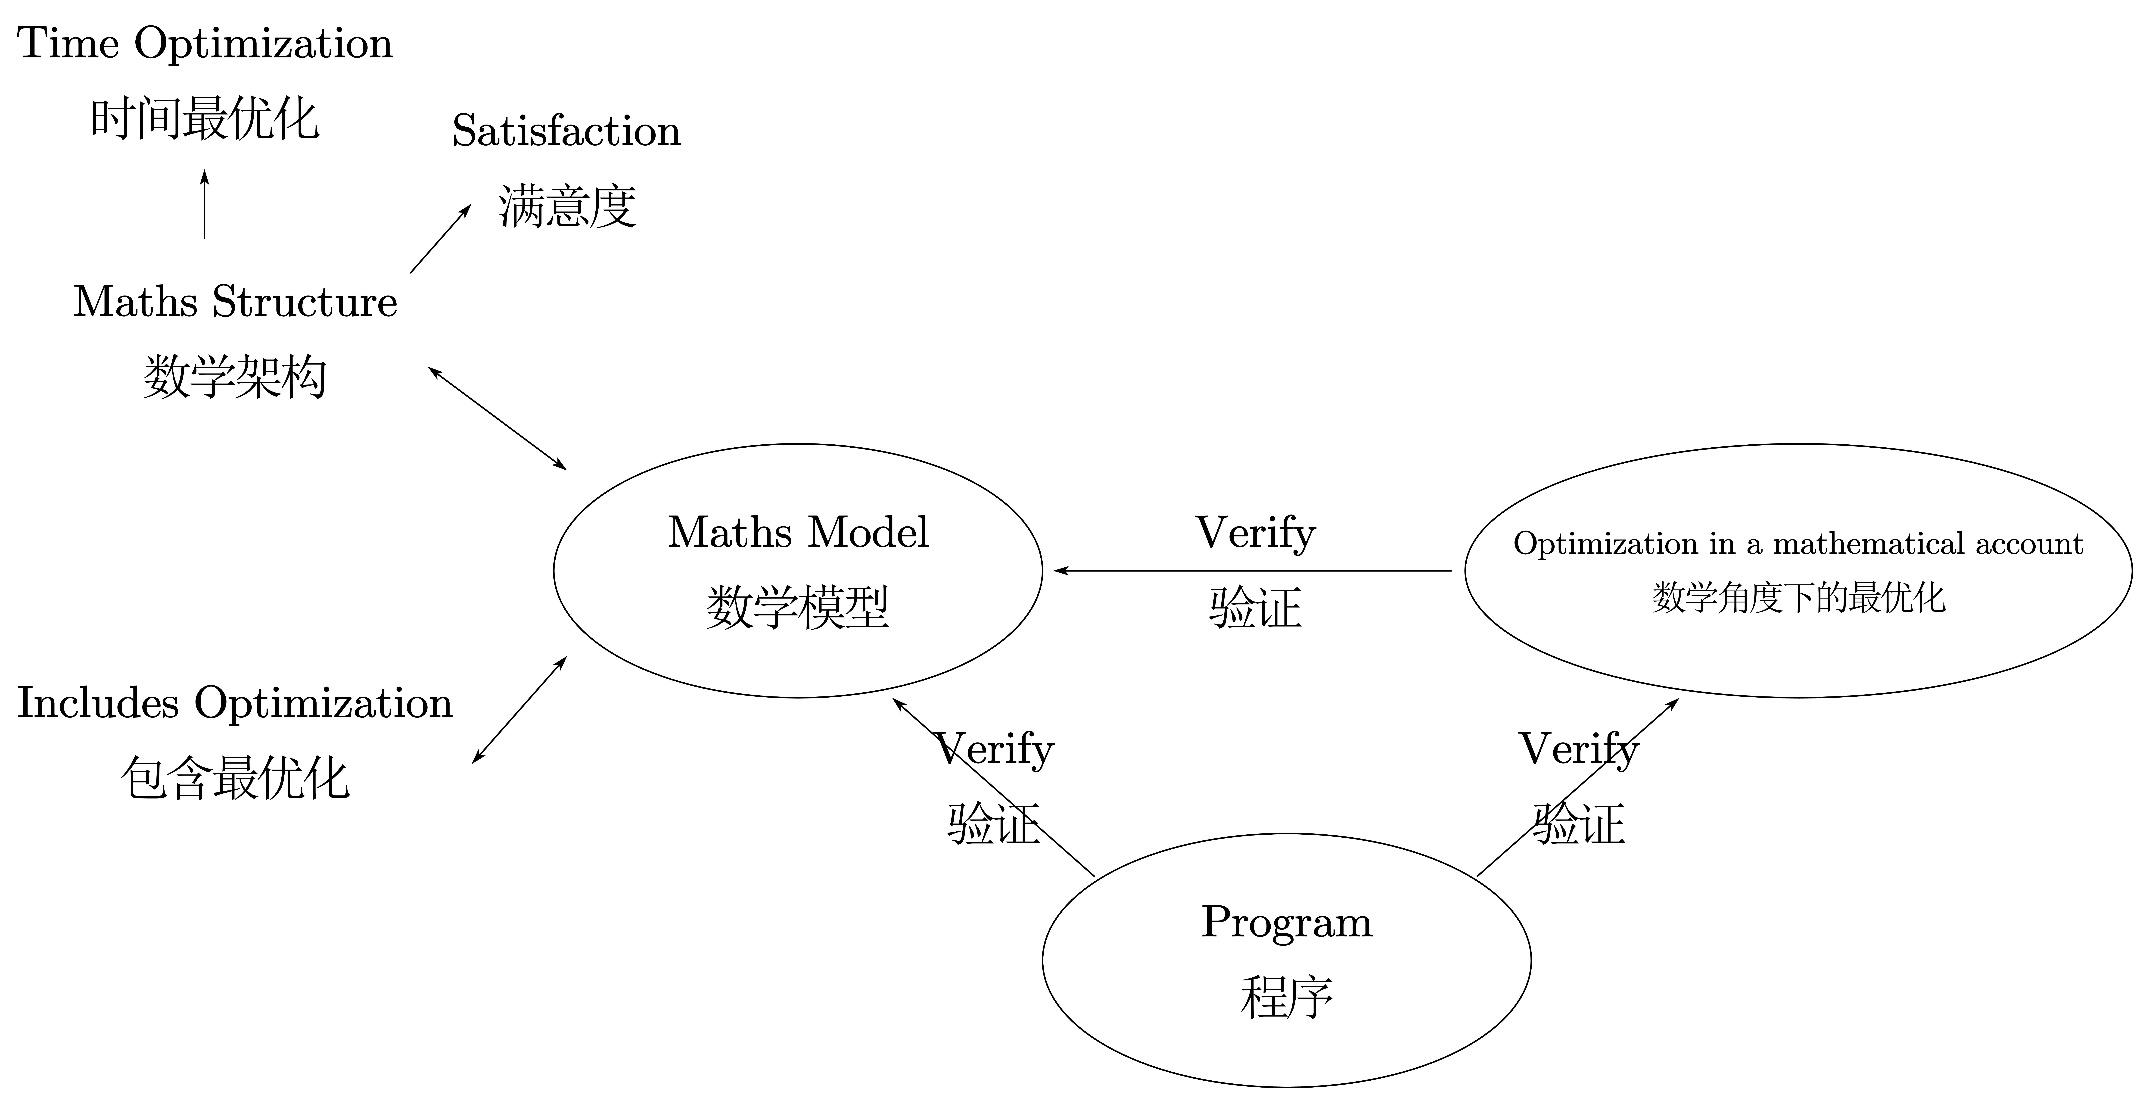 Time Optimization
时间最优化
Satisfaction
满意度
Maths Structure
数学架构
Maths Model
数学模型
Verify
验证
Optimization in a mathematical account
数学角度下的最优化
Includes Optimization
包含最优化
Verify
验证
Verify
验证
Program
程序